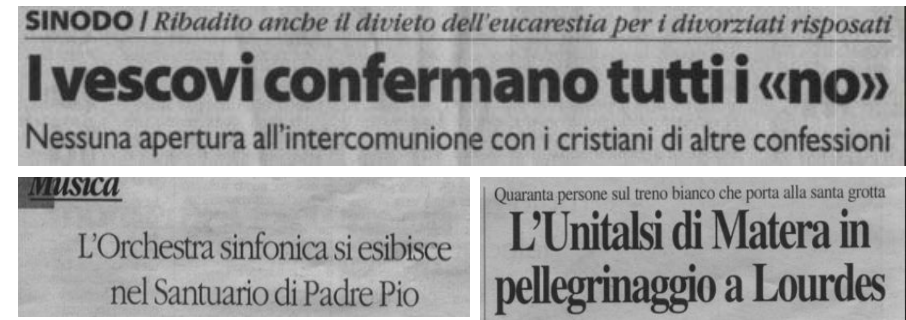 SINODO / Ribadito anche il divieto dell'eucarestia per i divorziati risposati
I vescovi confermano tutti i «no»
Nessuna apertura all'intercomunione con i cristiani di altre confessioni
Musica
L'Orchestra sinfonica si esibisce
nel Santuario di Padre Pio
Quaranta persone sul treno bianco che porta alla santa grotta
L'Unitalsi di Matera in
pellegrinaggio a Lourdes